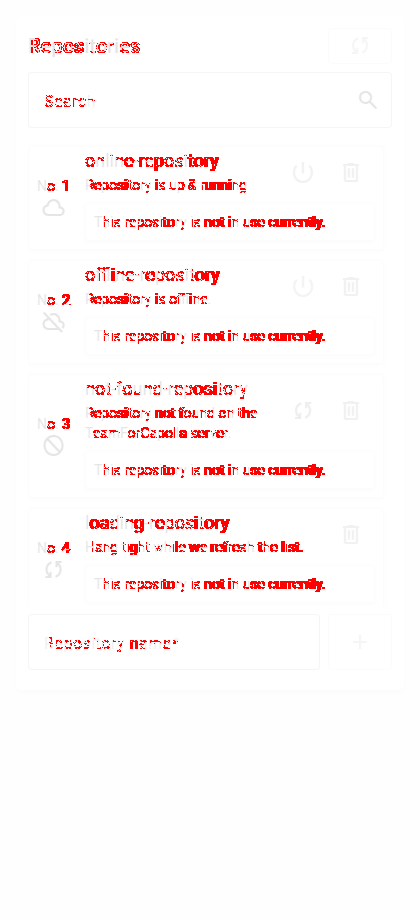 Repositories
Search
online-repository
No. 1
Repository is up & running
This repository is not in use currently.
offline-repository
No. 2
Repository is offline
This repository is not in use currently.
not-found-repository
No. 3
Repository not found on the
TeamForCapella server.
This repository is not in use currently.
loading-repository
No. 4
Hang tight while we refresh the list.
This repository is not in use currently.
Repository name